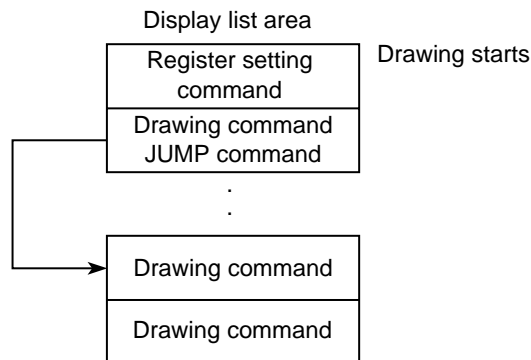 Display list area
Drawing starts
Register setting
command
Drawing command
JUMP command
.
.
Drawing command
Drawing command